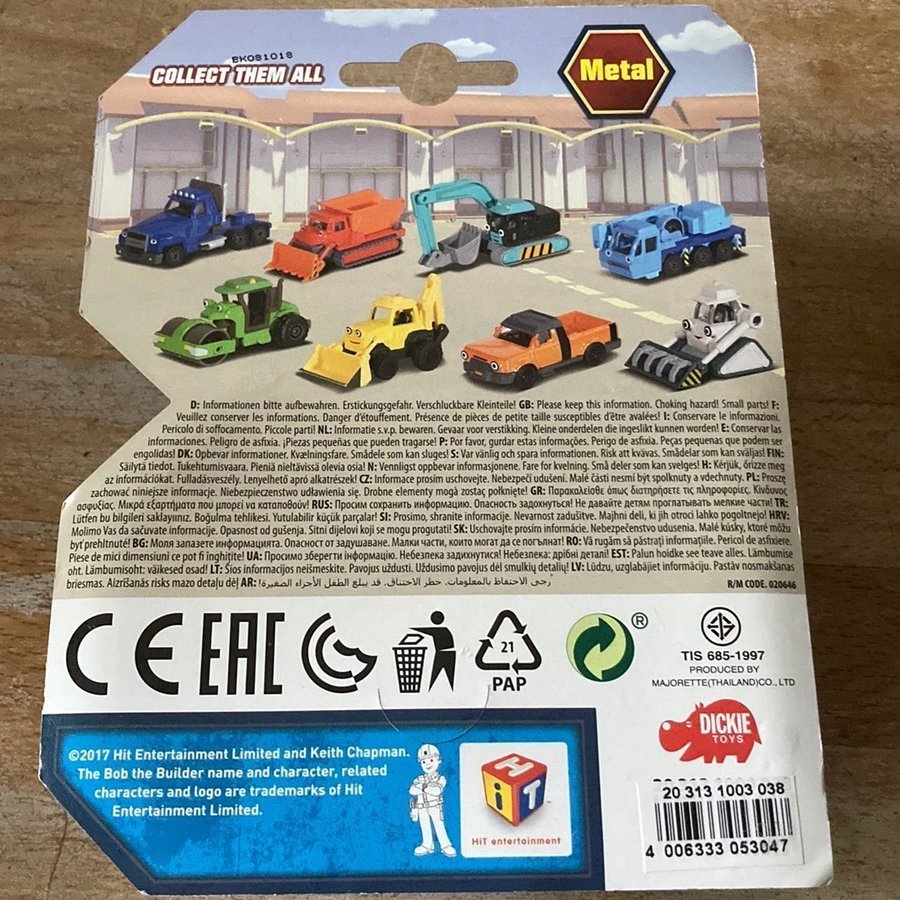 BK081018
COLLECT THEM ALL
Metal
D: Informationen bitte aufbewahren. Erstickungsgefahr. Verschluckbare Kleinteile! GB: Please keep this information. Choking hazard! Small parts! F:
Veuillez conserver les informations. Danger d'étouffement. Présence de pièces de petite taille susceptibles d'être avalées! I: Conservare le informazioni.
Pericolo di soffocamento. Piccole parti! NL: Informatie s.v.p. bewaren. Gevaar voor verstikking. Kleine onderdelen die ingeslikt kunnen worden! E: Conservar las
informaciones. Peligro de asfixia. ¡Piezas pequeñas que pueden tragarse! P: Por favor, gurdar estas informações. Perigo de asfixia. Peças pequenas que podem ser
engolidas! DK: Opbevar informationer. Kvælningsfare. Smådele som kan sluges! S: Var vänlig och spara informationen. Risk att kvävas. Smådelar som kan sväljas! FIN:
Säilytä tiedot. Tukehtumisvaara. Pieniä nieltävissä olevia osia! N: Vennligst oppbevar informasjonene. Fare for kvelning. Små deler som kan svelges! H: Kérjük, őrizze meg
az információkat. Fulladásveszély. Lenyelhető apró alkatrészek! CZ: Informace prosím uschovejte. Nebezpečí udušení. Malé části nesmí být spolknuty a vdechnuty. PL: Proszę
zachować niniejsze informacje. Niebezpieczenstwo udławienia się. Drobne elementy mogą zostac połknięte! GR: Παρακαλείσθε όπως διατηρήσετε τις πληροφορίες. Κίνδυνος
ασφυξίας. Μικρά εξαρτήματα που μπορεί να καταποθούν! RUS: Просим сохранить информацию. Опасность задохнуться! Не давайте детям проглатывать мелкие части! TR:
Lütfen bu bilgileri saklayınız. Boğulma tehlikesi. Yutulabilir küçük parçalar! SI: Prosimo, shranite informacije. Nevarnost zadušitve. Majhni deli, ki jih otroci lahko pogoltnejo! HRV:
Molimo Vas da sačuvate informacije. Opasnost od gušenja. Sitni dijelovi koji se mogu progutati! SK: Uschovajte prosím informácie. Nebezpečenstvo udusenia. Malé kúsky, ktoré môžu
byť prehltnuté! BG: Моля запазете информацията. Опасност от задушаване. Малки части, които могат да се погълнат! RO: Vă rugăm să păstraţi informaţiile. Pericol de asfixiere.
Piese de mici dimensiuni ce pot fi înghiţite! UA: Просимо зберегти інформацію. Небезпека задихнутися! Небезпека: дрібні деталі! EST: Palun hoidke see teave alles. Lämbumise
oht. Lämbumisoht: väikesed osad! LT: Šios informacijos neišmeskite. Pavojus uždusti. Uždusimo pavojus dėl smulkių detalių! LV: Lūdzu, uzglabājiet informāciju. Pastāv nosmakšanas
briesmas. Aizrīšanās risks mazo detaļu dēļ AR: يُرجى الاحتفاظ بالمعلومات. خطر الاختناق. قد يبلع الطفل الأجزاء الصغيرة!
R/M CODE. 020646
CE EAC
21
PAP
®
TIS 685-1997
PRODUCED BY
MAJORETTE(THAILAND)CO., LTD
DICKIE
TOYS
©2017 Hit Entertainment Limited and Keith Chapman.
The Bob the Builder name and character, related
characters and logo are trademarks of Hit
Entertainment Limited.
HiT
HiT entertainment
20 313 1003 038
4 006333 053047